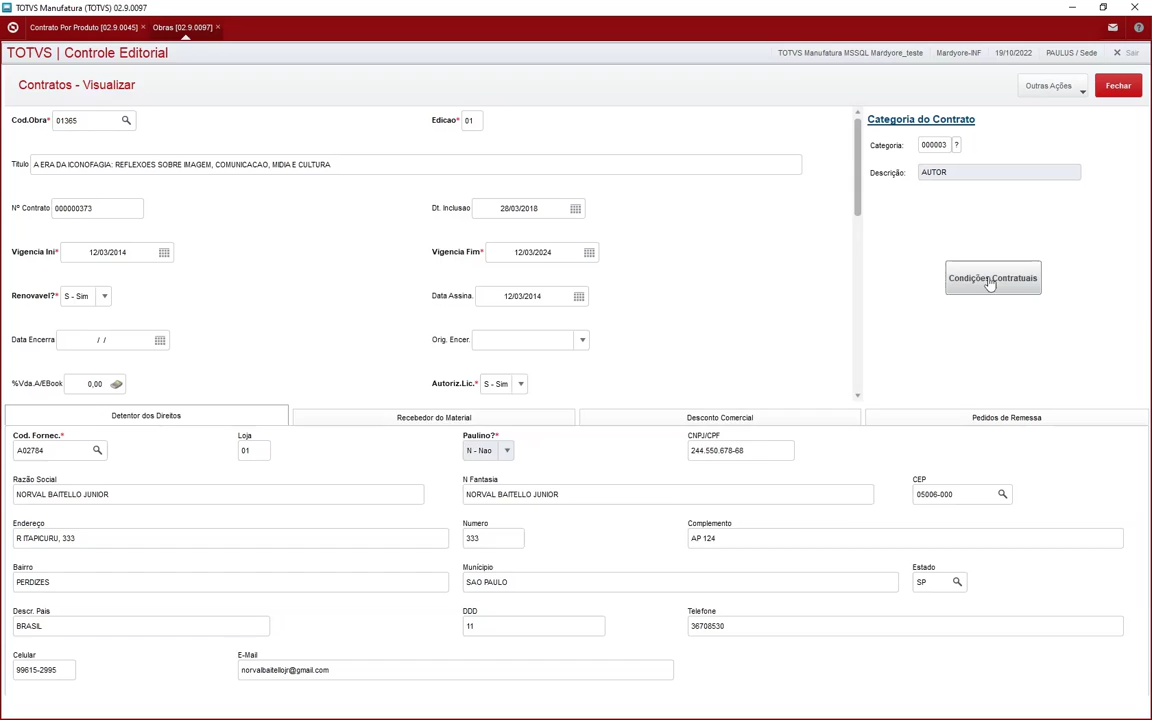 TOTVS Manufatura (TOTVS) 02.9.0097
Contrato Por Produto [02.9.0045] × Obras [02.9.0097] ×
TOTVS | Controle Editorial
TOTVS Manufatura MSSQL Mardyore_teste Mardyore-INF 19/10/2022 PAULUS / Sede × Sair
Contratos - Visualizar
Outras Ações
Fechar
Cod.Obra* 01365
Edicao* 01
Titulo A ERA DA ICONOFAGIA: REFLEXOES SOBRE IMAGEM, COMUNICACAO, MIDIA E CULTURA
Nº Contrato 000000373
Dt. Inclusao 28/03/2018
Vigencia Ini* 12/03/2014
Vigencia Fim* 12/03/2024
Renovavel?* S - Sim
Data Assina. 12/03/2014
Data Encerra / /
Orig. Encer.
%Vda.A/EBook 0,00
Autoriz.Lic.* S - Sim
Categoria do Contrato
Categoria: 000003 ?
Descrição: AUTOR
Condições Contratuais
Detentor dos Direitos
Recebedor do Material
Desconto Comercial
Pedidos de Remessa
Cod. Fornec.* Loja Paulino?* CNPJ/CPF
A02784 01 N - Nao 244.550.678-68
Razão Social N Fantasia CEP
NORVAL BAITELLO JUNIOR NORVAL BAITELLO JUNIOR 05006-000
Endereço Numero Complemento
R ITAPICURU, 333 333 AP 124
Bairro Município Estado
PERDIZES SAO PAULO SP
Descr. Pais DDD Telefone
BRASIL 11 36708530
Celular E-Mail
99615-2995 norvalbaitellojr@gmail.com